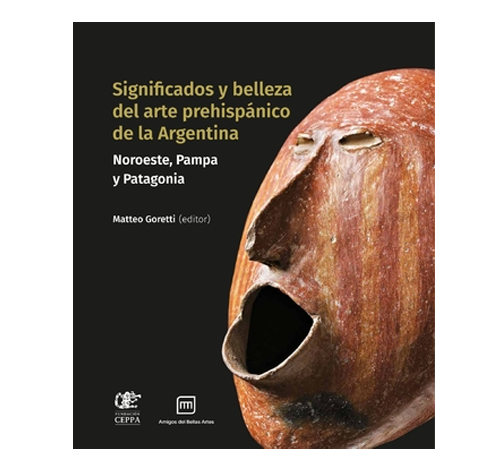 Significados y belleza
del arte prehispánico
de la Argentina
Noroeste, Pampa
y Patagonia
Matteo Goretti (editor)
FUNDACIÓN
CEPPA
Amigos del Bellas Artes